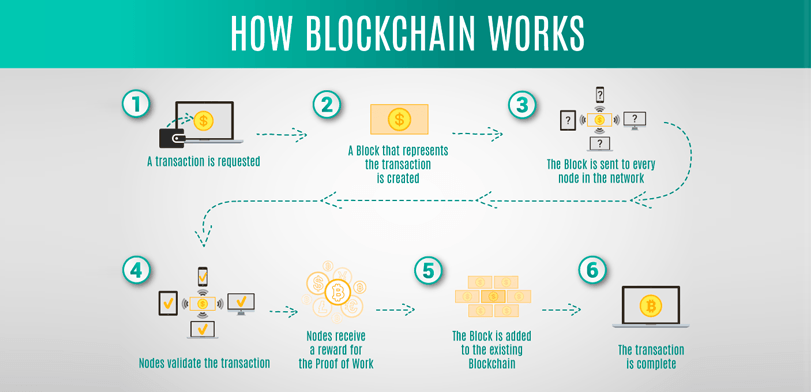 HOW BLOCKCHAIN WORKS
1
A transaction is requested
2
A Block that represents
the transaction
is created
3
The Block is sent to every
node in the network
4
Nodes validate the transaction
Nodes receive
a reward for
the Proof of Work
5
The Block is added
to the existing
Blockchain
6
The transaction
is complete